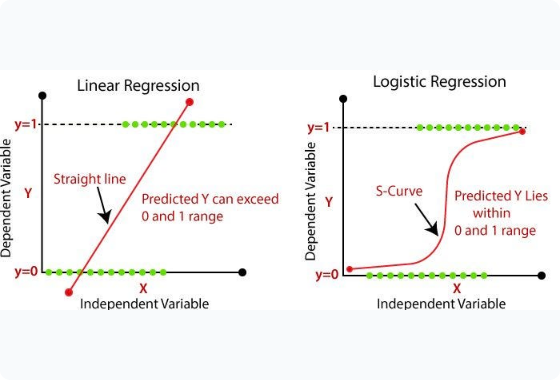 Linear Regression
y=1
Dependent Variable
Y
Straight line
Predicted Y can exceed
0 and 1 range
y=0
X
Independent Variable
Logistic Regression
y=1
Dependent Variable
Y
S-Curve
Predicted Y Lies
within
0 and 1 range
y=0
X
Independent Variable